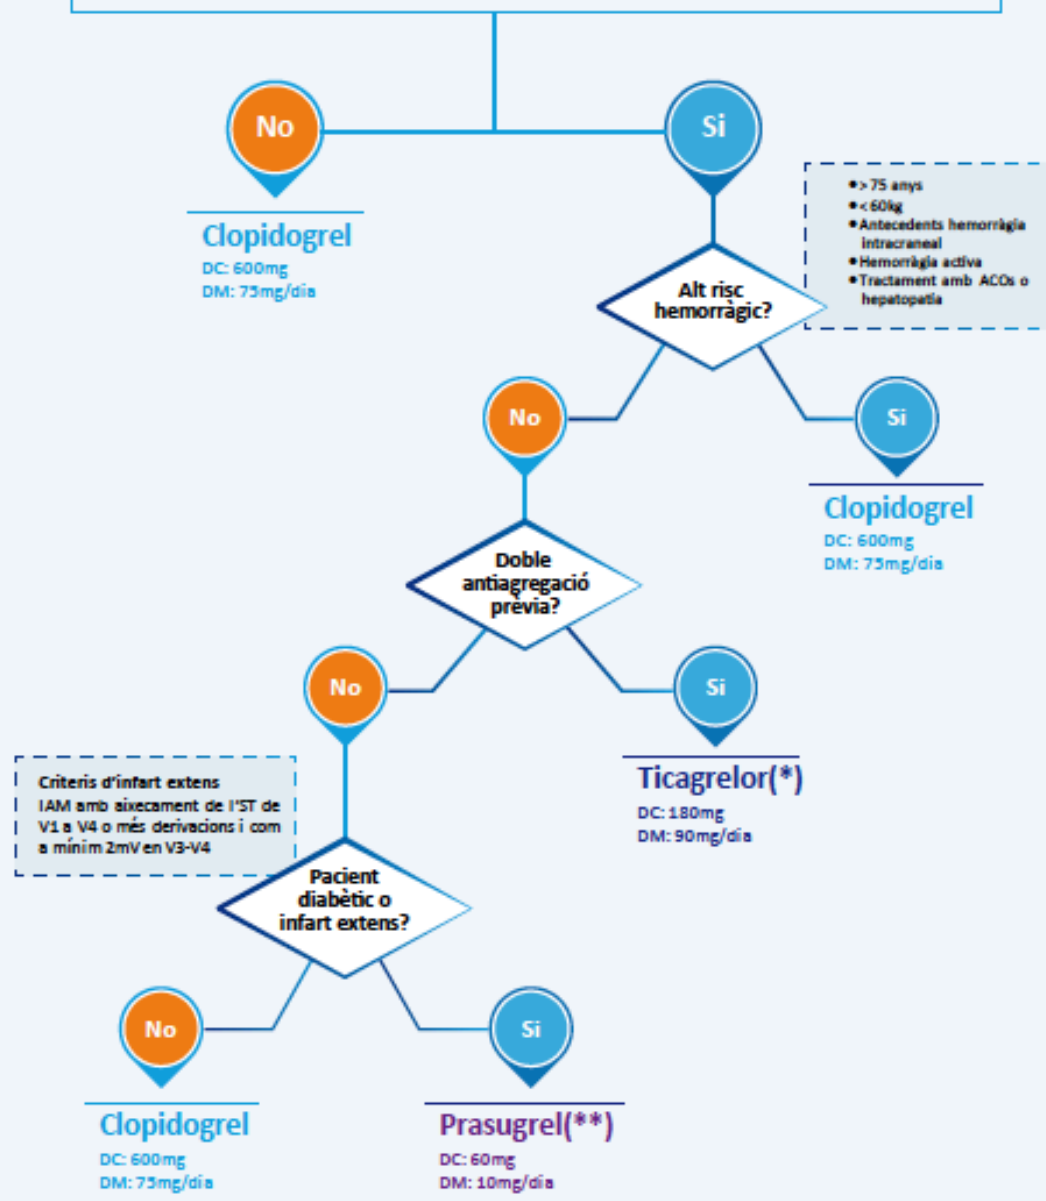 No
Si
Clopidogrel
DC: 600mg
DM: 75mg/dia
•> 75 anys
•< 60kg
•Antecedents hemorràgia
intracraneal
•Hemorràgia activa
•Tractament amb ACOs o
hepatopatia
Alt risc
hemorràgic?
No
Si
Clopidogrel
DC: 600mg
DM: 75mg/dia
Doble
antiagregació
prèvia?
No
Si
Ticagrelor(*)
DC: 180mg
DM: 90mg/dia
Criteris d'infart extens
IAM amb aixecament de l'ST de
V1 a V4 o més derivacions i com
a mínim 2mV en V3-V4
Pacient
diabètic o
infart extens?
No
Si
Clopidogrel
DC: 600mg
DM: 75mg/dia
Prasugrel(**)
DC: 60mg
DM: 10mg/dia